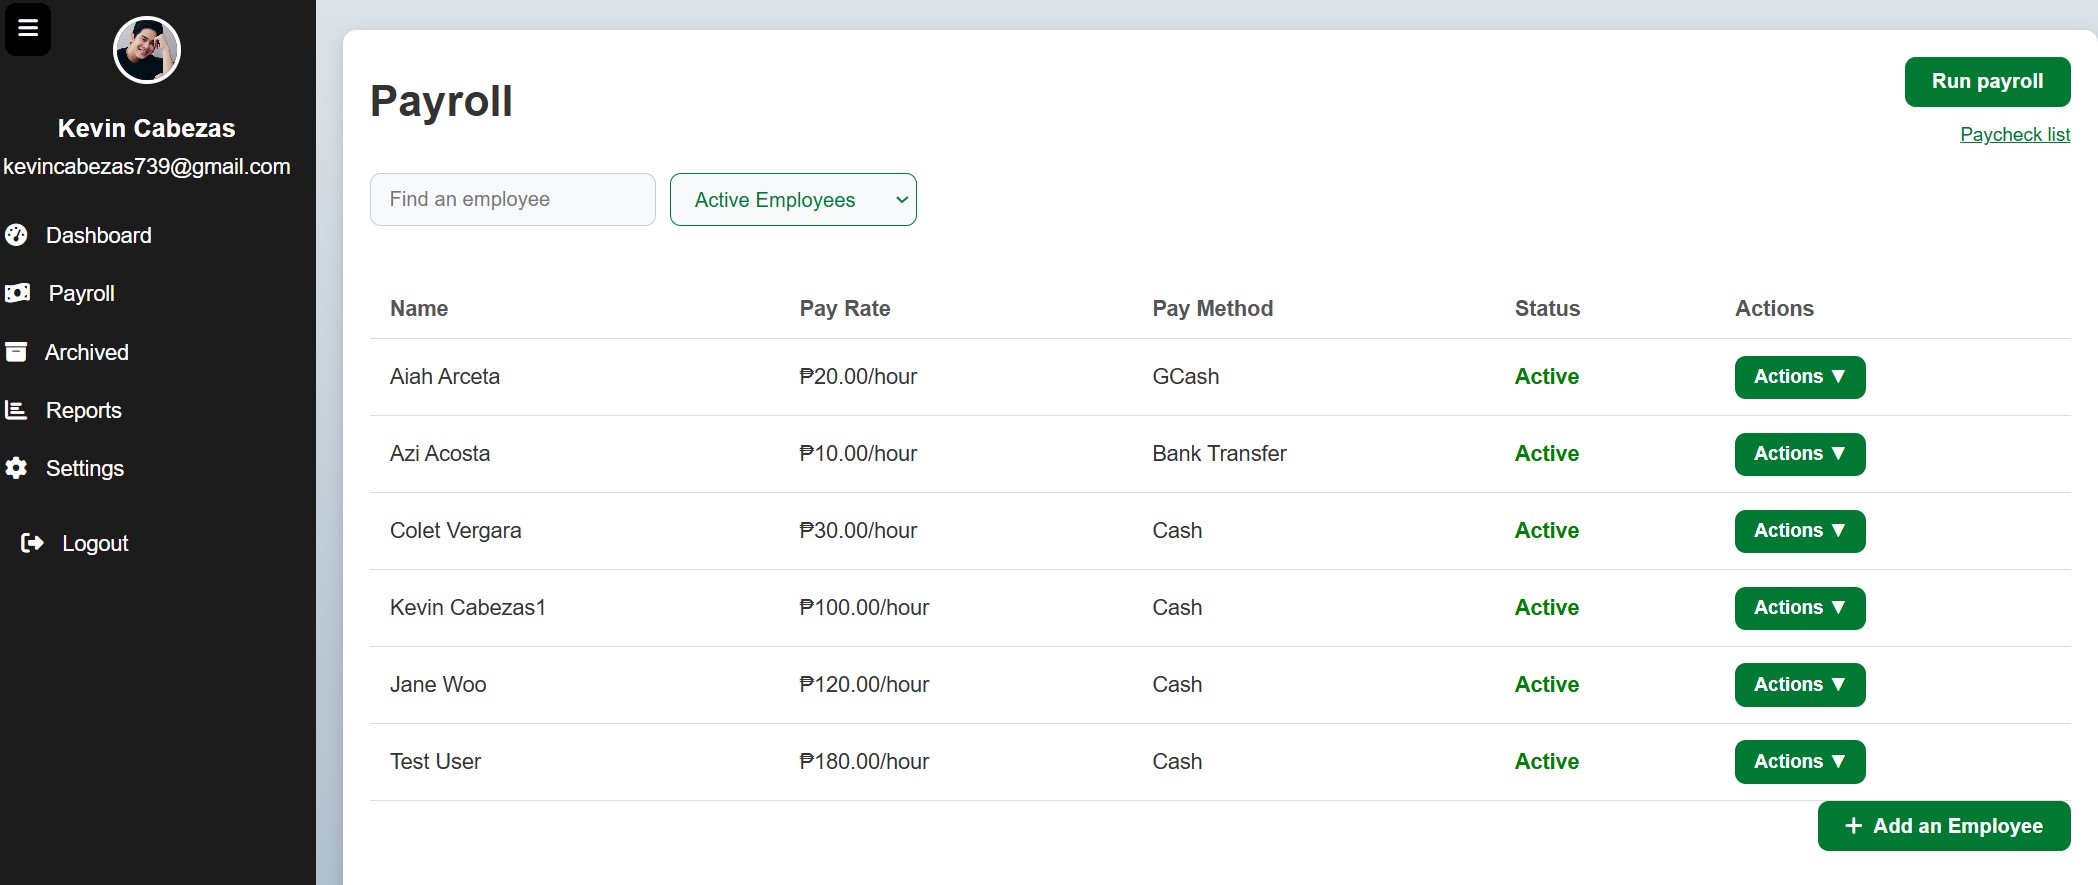 Kevin Cabezas
kevincabezas739@gmail.com
Dashboard
Payroll
Archived
Reports
Settings
Logout
Payroll
Run payroll
Paycheck list
Find an employee
Active Employees
Name Pay Rate Pay Method Status Actions
Aiah Arceta ₱20.00/hour GCash Active Actions ▼
Azi Acosta ₱10.00/hour Bank Transfer Active Actions ▼
Colet Vergara ₱30.00/hour Cash Active Actions ▼
Kevin Cabezas1 ₱100.00/hour Cash Active Actions ▼
Jane Woo ₱120.00/hour Cash Active Actions ▼
Test User ₱180.00/hour Cash Active Actions ▼
+ Add an Employee